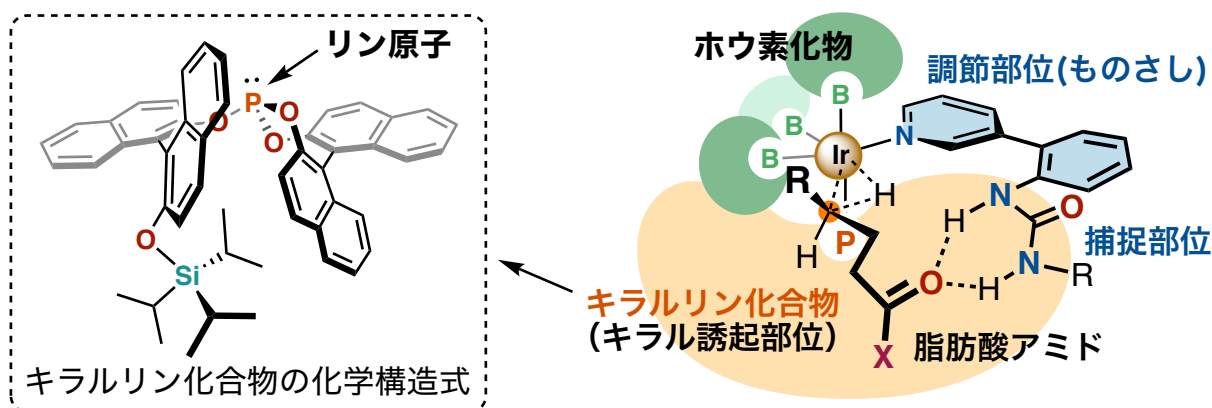 リン原子
P
O
O
O
O
Si
キラルリン化合物の化学構造式
ホウ素化物
B
B
B
Ir
N
調節部位(ものさし)
R
H
P
H
N
H
O
N
H
R
捕捉部位
O
X
キラルリン化合物
(キラル誘起部位)
脂肪酸アミド